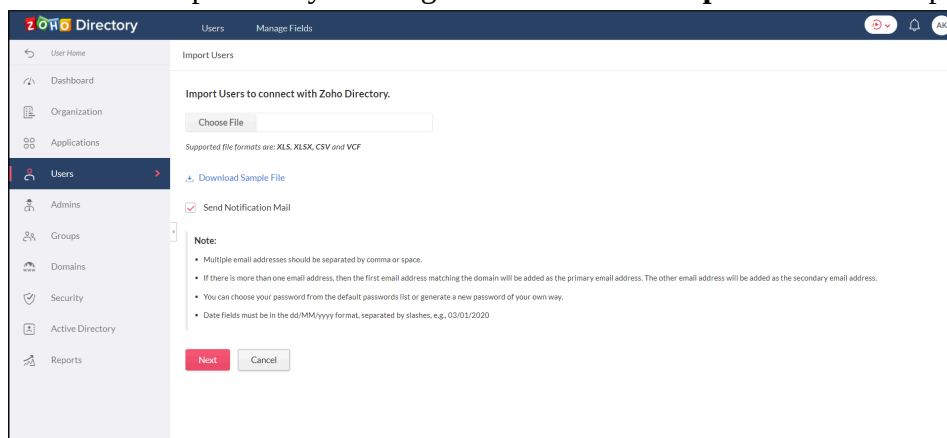 ZOHO Directory
Users
Manage Fields
AK
User Home
Import Users
Dashboard
Organization
Applications
Users
Admins
Groups
Domains
Security
Active Directory
Reports
Import Users to connect with Zoho Directory.
Choose File
Supported file formats are: XLS, XLSX, CSV and VCF
Download Sample File
Send Notification Mail
Note:
• Multiple email addresses should be separated by comma or space.
• If there is more than one email address, then the first email address matching the domain will be added as the primary email address. The other email address will be added as the secondary email address.
• You can choose your password from the default passwords list or generate a new password of your own way.
• Date fields must be in the dd/MM/yyyy format, separated by slashes, e.g., 03/01/2020
Next
Cancel